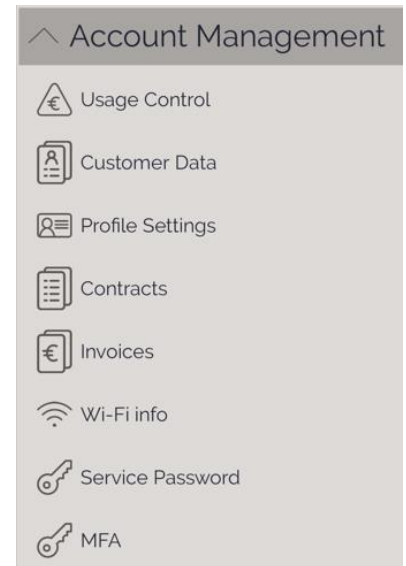 Account Management
Usage Control
Customer Data
Profile Settings
Contracts
Invoices
Wi-Fi info
Service Password
MFA